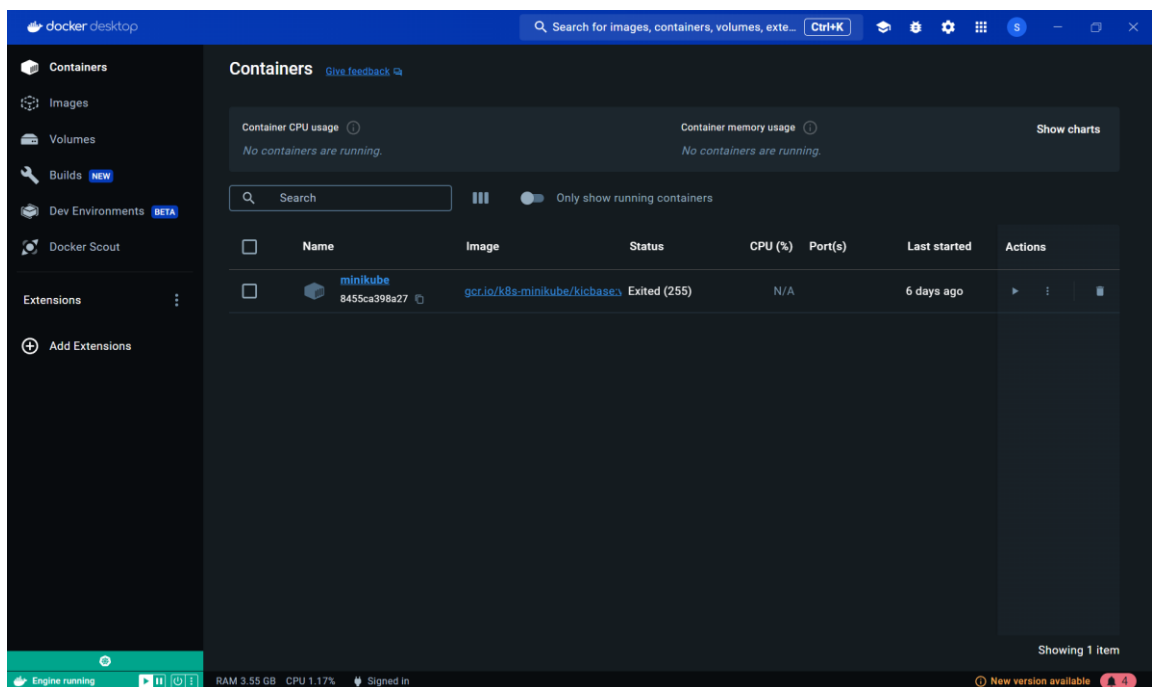 docker desktop
Search for images, containers, volumes, exte... Ctrl+K
S
Containers
Images
Volumes
Builds NEW
Dev Environments BETA
Docker Scout
Extensions
Add Extensions
Containers Give feedback
Container CPU usage
No containers are running.
Container memory usage
No containers are running.
Show charts
Search
Only show running containers
Name Image Status CPU (%) Port(s) Last started Actions
minikube
8455ca398a27
gcr.io/k8s-minikube/kicbase:v Exited (255) N/A 6 days ago
Showing 1 item
Engine running
RAM 3.55 GB CPU 1.17% Signed in
New version available 4